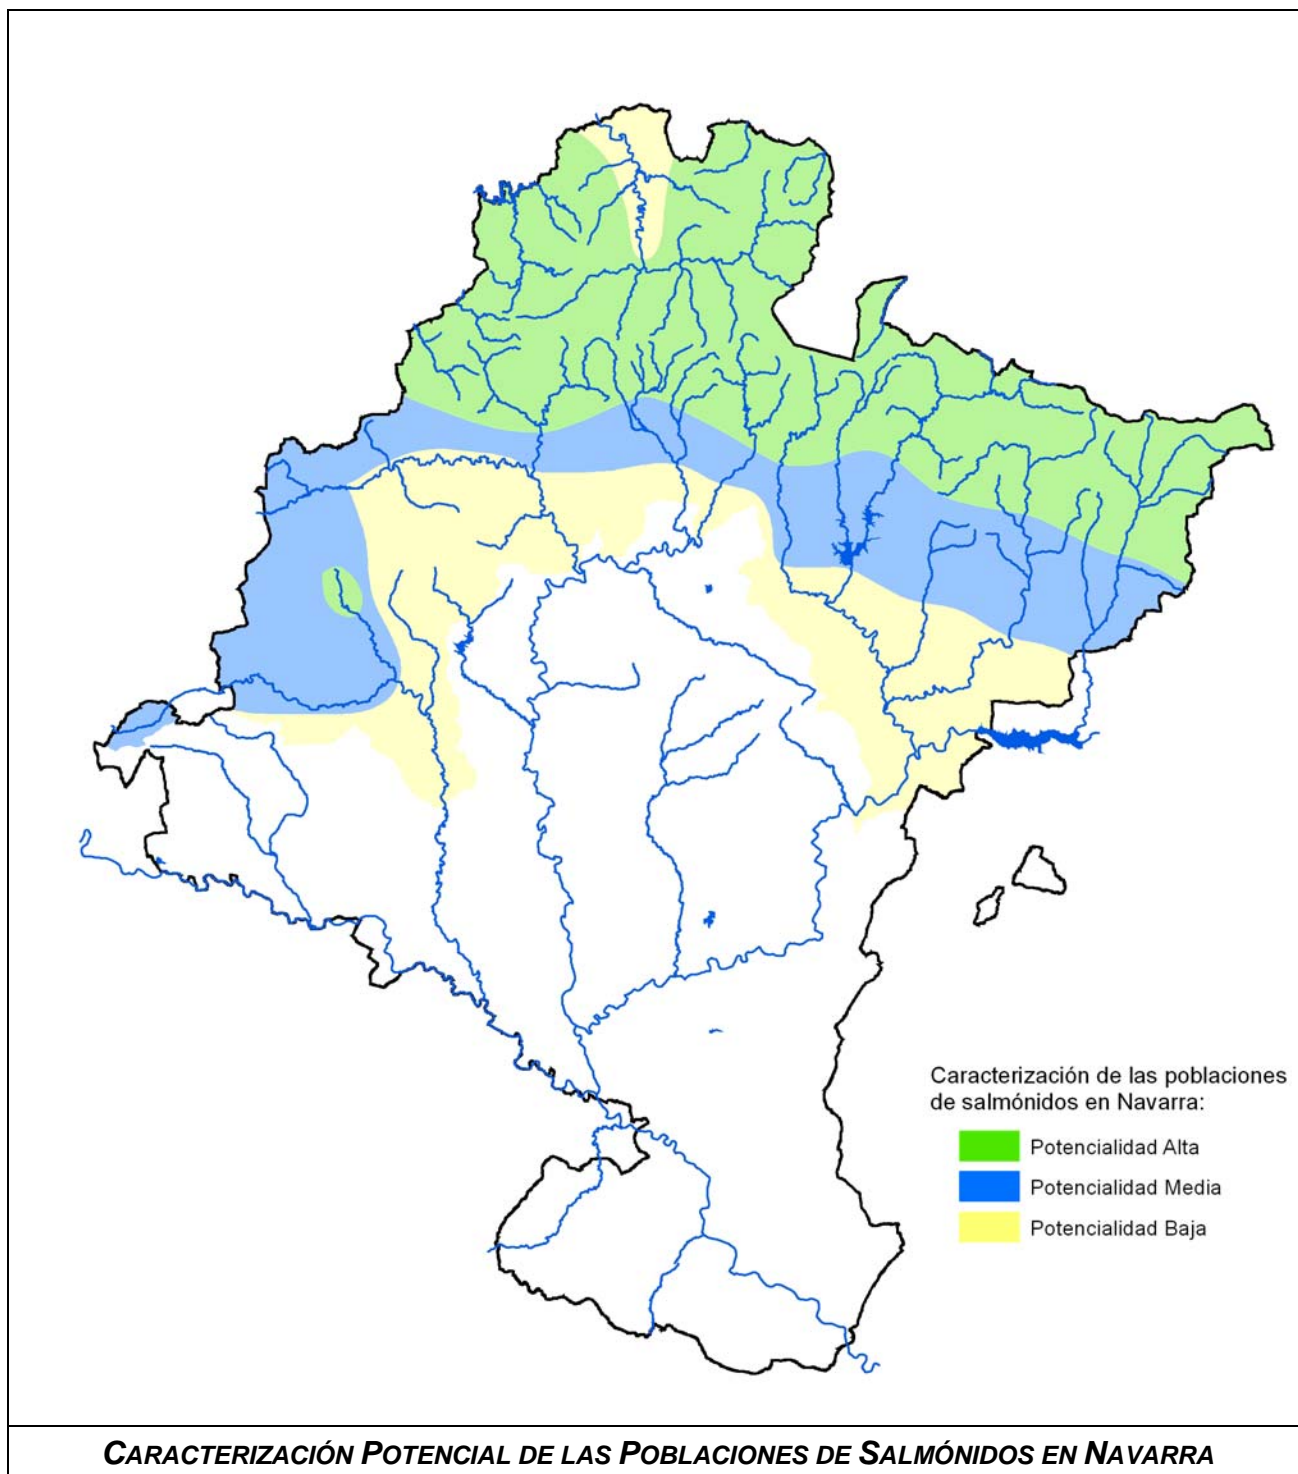 Caracterización de las poblaciones
de salmónidos en Navarra:
Potencialidad Alta
Potencialidad Media
Potencialidad Baja
CARACTERIZACIÓN POTENCIAL DE LAS POBLACIONES DE SALMÓNIDOS EN NAVARRA